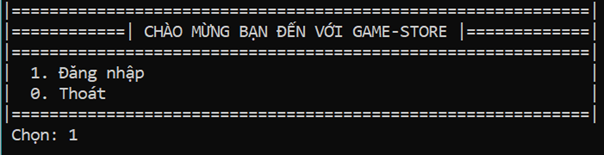 |=============================================================|
|============| CHÀO MỪNG BẠN ĐẾN VỚI GAME-STORE |=============|
|=============================================================|
|  1. Đăng nhập                                               |
|  0. Thoát                                                   |
|=============================================================|
Chọn: 1